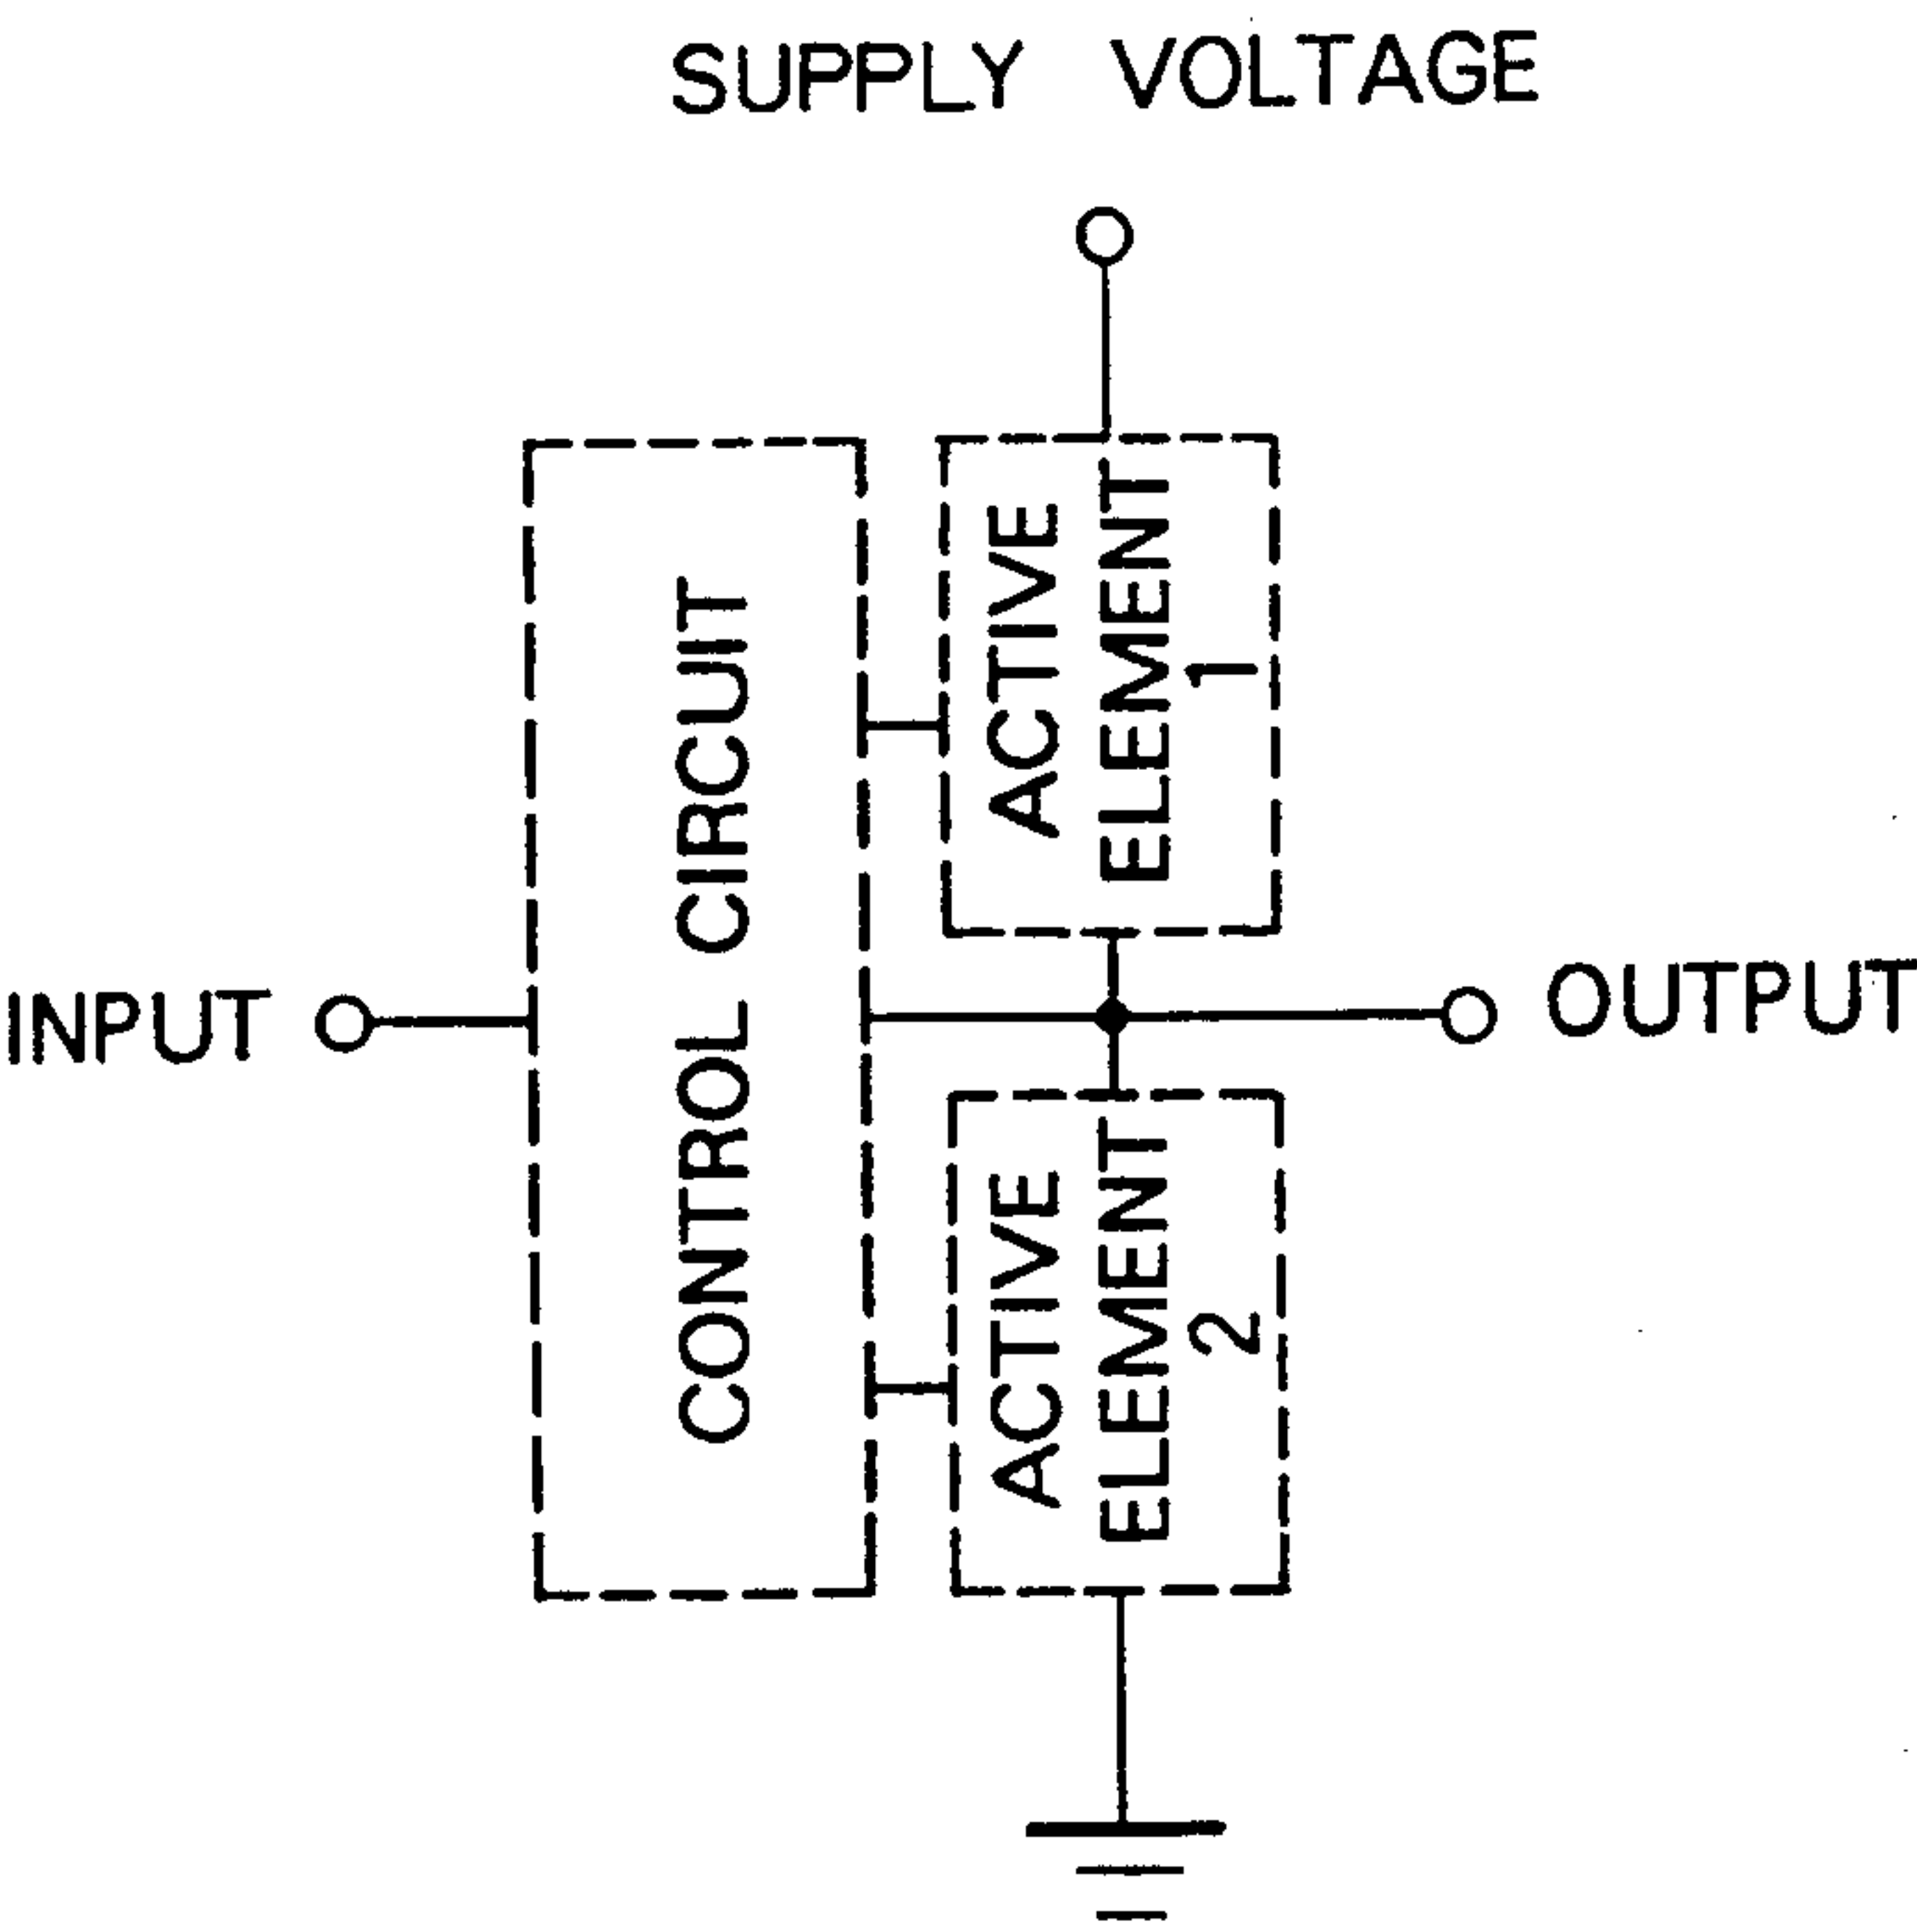 SUPPLY VOLTAGE
CONTROL CIRCUIT
ACTIVE
ELEMENT
1
INPUT
OUTPUT
ACTIVE
ELEMENT
2